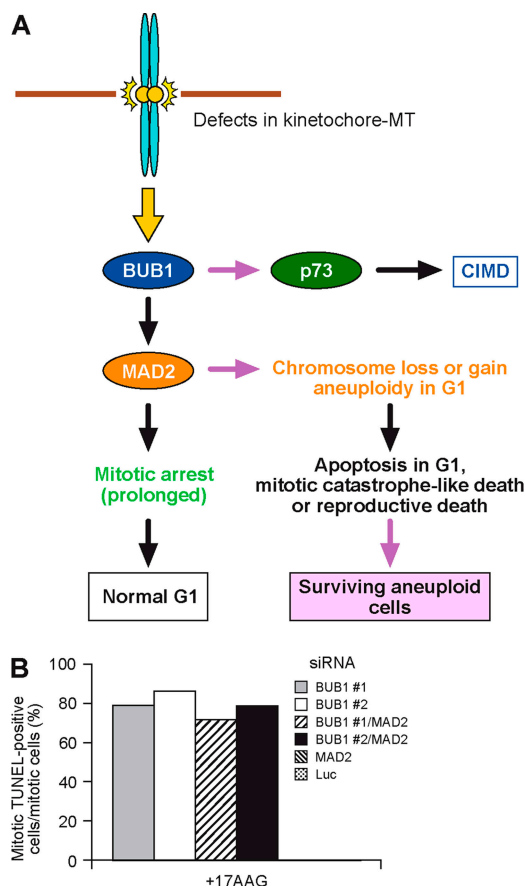 A
Defects in kinetochore-MT
BUB1
p73
CIMD
MAD2
Chromosome loss or gain
aneuploidy in G1
Mitotic arrest
(prolonged)
Apoptosis in G1,
mitotic catastrophe-like death
or reproductive death
Normal G1
Surviving aneuploid
cells
B
Mitotic TUNEL-positive
cells/mitotic cells (%)
100
80
60
40
20
0
+17AAG
siRNA
BUB1 #1
BUB1 #2
BUB1 #1/MAD2
BUB1 #2/MAD2
MAD2
Luc